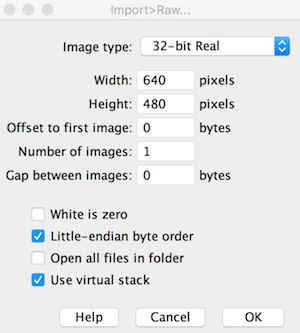 Import>Raw...
Image type: 32-bit Real
Width: 640 pixels
Height: 480 pixels
Offset to first image: 0 bytes
Number of images: 1
Gap between images: 0 bytes
White is zero
Little-endian byte order
Open all files in folder
Use virtual stack
Help Cancel OK